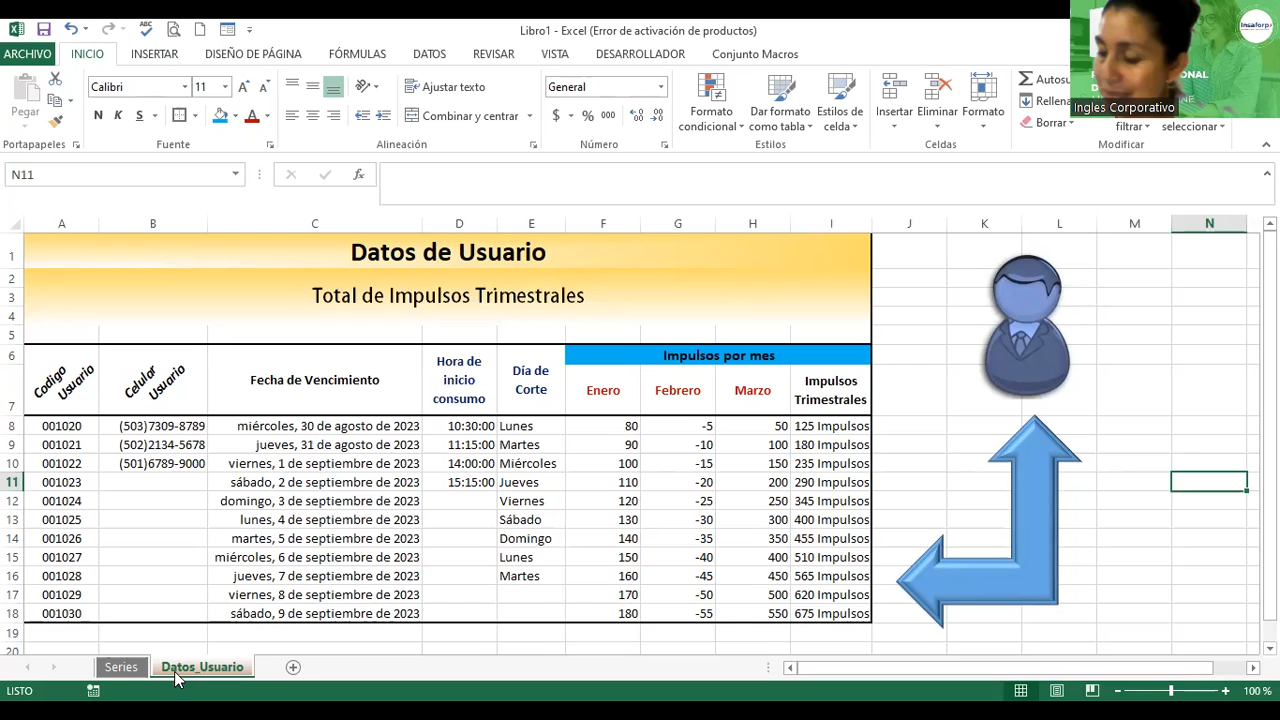 Libro1 - Excel (Error de activación de productos)
Insaforp
ARCHIVO INICIO INSERTAR DISEÑO DE PÁGINA FÓRMULAS DATOS REVISAR VISTA DESARROLLADOR Conjunto Macros
Calibri 11 Ajustar texto General Autosu
Pegar Rellena
N K S Combinar y centrar $ % 000 Formato condicional Dar formato como tabla Estilos de celda Insertar Eliminar Formato Borrar filtrar seleccionar
Portapapeles Fuente Alineación Número Estilos Celdas Modificar
Ingles Corporativo
N11
A B C D E F G H I J K L M N
1 Datos de Usuario
2
3 Total de Impulsos Trimestrales
4
5
6 Impulsos por mes
7 Codigo Usuario Celular Usuario Fecha de Vencimiento Hora de inicio consumo Día de Corte Enero Febrero Marzo Impulsos Trimestrales
8 001020 (503)7309-8789 miércoles, 30 de agosto de 2023 10:30:00 Lunes 80 -5 50 125 Impulsos
9 001021 (502)2134-5678 jueves, 31 de agosto de 2023 11:15:00 Martes 90 -10 100 180 Impulsos
10 001022 (501)6789-9000 viernes, 1 de septiembre de 2023 14:00:00 Miércoles 100 -15 150 235 Impulsos
11 001023 sábado, 2 de septiembre de 2023 15:15:00 Jueves 110 -20 200 290 Impulsos
12 001024 domingo, 3 de septiembre de 2023 Viernes 120 -25 250 345 Impulsos
13 001025 lunes, 4 de septiembre de 2023 Sábado 130 -30 300 400 Impulsos
14 001026 martes, 5 de septiembre de 2023 Domingo 140 -35 350 455 Impulsos
15 001027 miércoles, 6 de septiembre de 2023 Lunes 150 -40 400 510 Impulsos
16 001028 jueves, 7 de septiembre de 2023 Martes 160 -45 450 565 Impulsos
17 001029 viernes, 8 de septiembre de 2023 170 -50 500 620 Impulsos
18 001030 sábado, 9 de septiembre de 2023 180 -55 550 675 Impulsos
19
20
Series Datos_Usuario
LISTO 100 %